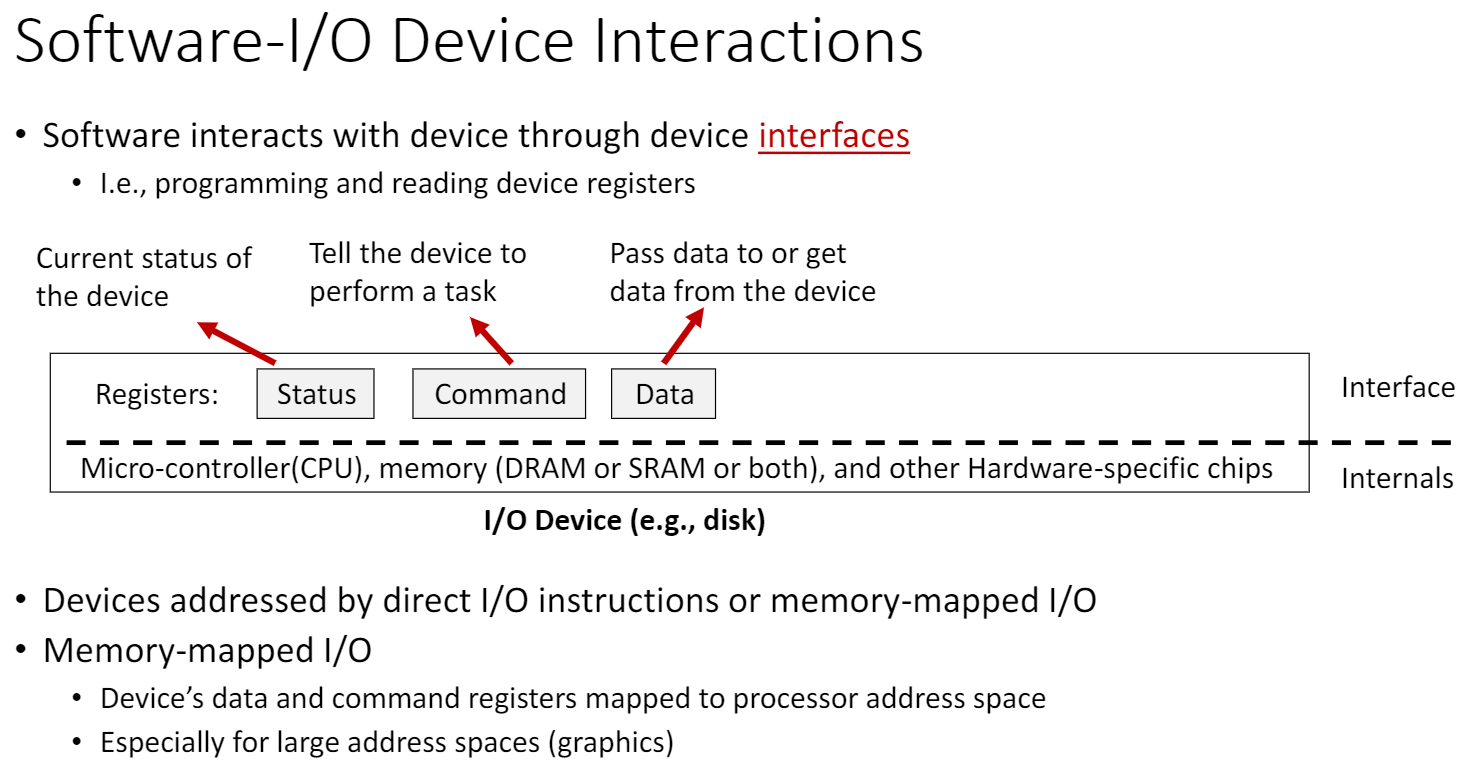 Software-I/O Device Interactions
• Software interacts with device through device interfaces
• I.e., programming and reading device registers
Current status of
the device
Tell the device to
perform a task
Pass data to or get
data from the device
Registers:
Status
Command
Data
Interface
Micro-controller(CPU), memory (DRAM or SRAM or both), and other Hardware-specific chips
Internals
I/O Device (e.g., disk)
• Devices addressed by direct I/O instructions or memory-mapped I/O
• Memory-mapped I/O
• Device’s data and command registers mapped to processor address space
• Especially for large address spaces (graphics)